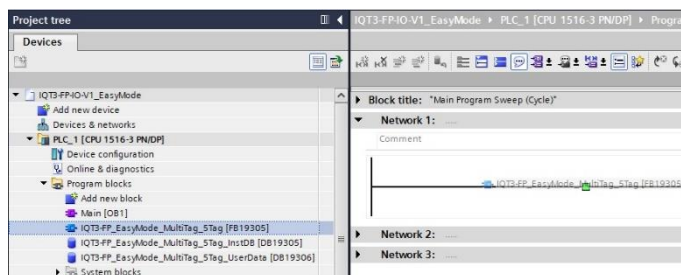 Project tree
IQT3-FP-IO-V1_EasyMode ▸ PLC_1 [CPU 1516-3 PN/DP] ▸ Progra
Devices
IQT3-FP-IO-V1_EasyMode
Add new device
Devices & networks
PLC_1 [CPU 1516-3 PN/DP]
Device configuration
Online & diagnostics
Program blocks
Add new block
Main [OB1]
IQT3-FP_EasyMode_MultiTag_5Tag [FB19305]
IQT3-FP_EasyMode_MultiTag_5Tag_InstDB [DB19305]
IQT3-FP_EasyMode_MultiTag_5Tag_UserData [DB19306]
System blocks
Block title: "Main Program Sweep (Cycle)"
Network 1: .....
Comment
IQT3-FP_EasyMode_MultiTag_5Tag [FB19305
Network 2: .....
Network 3: .....